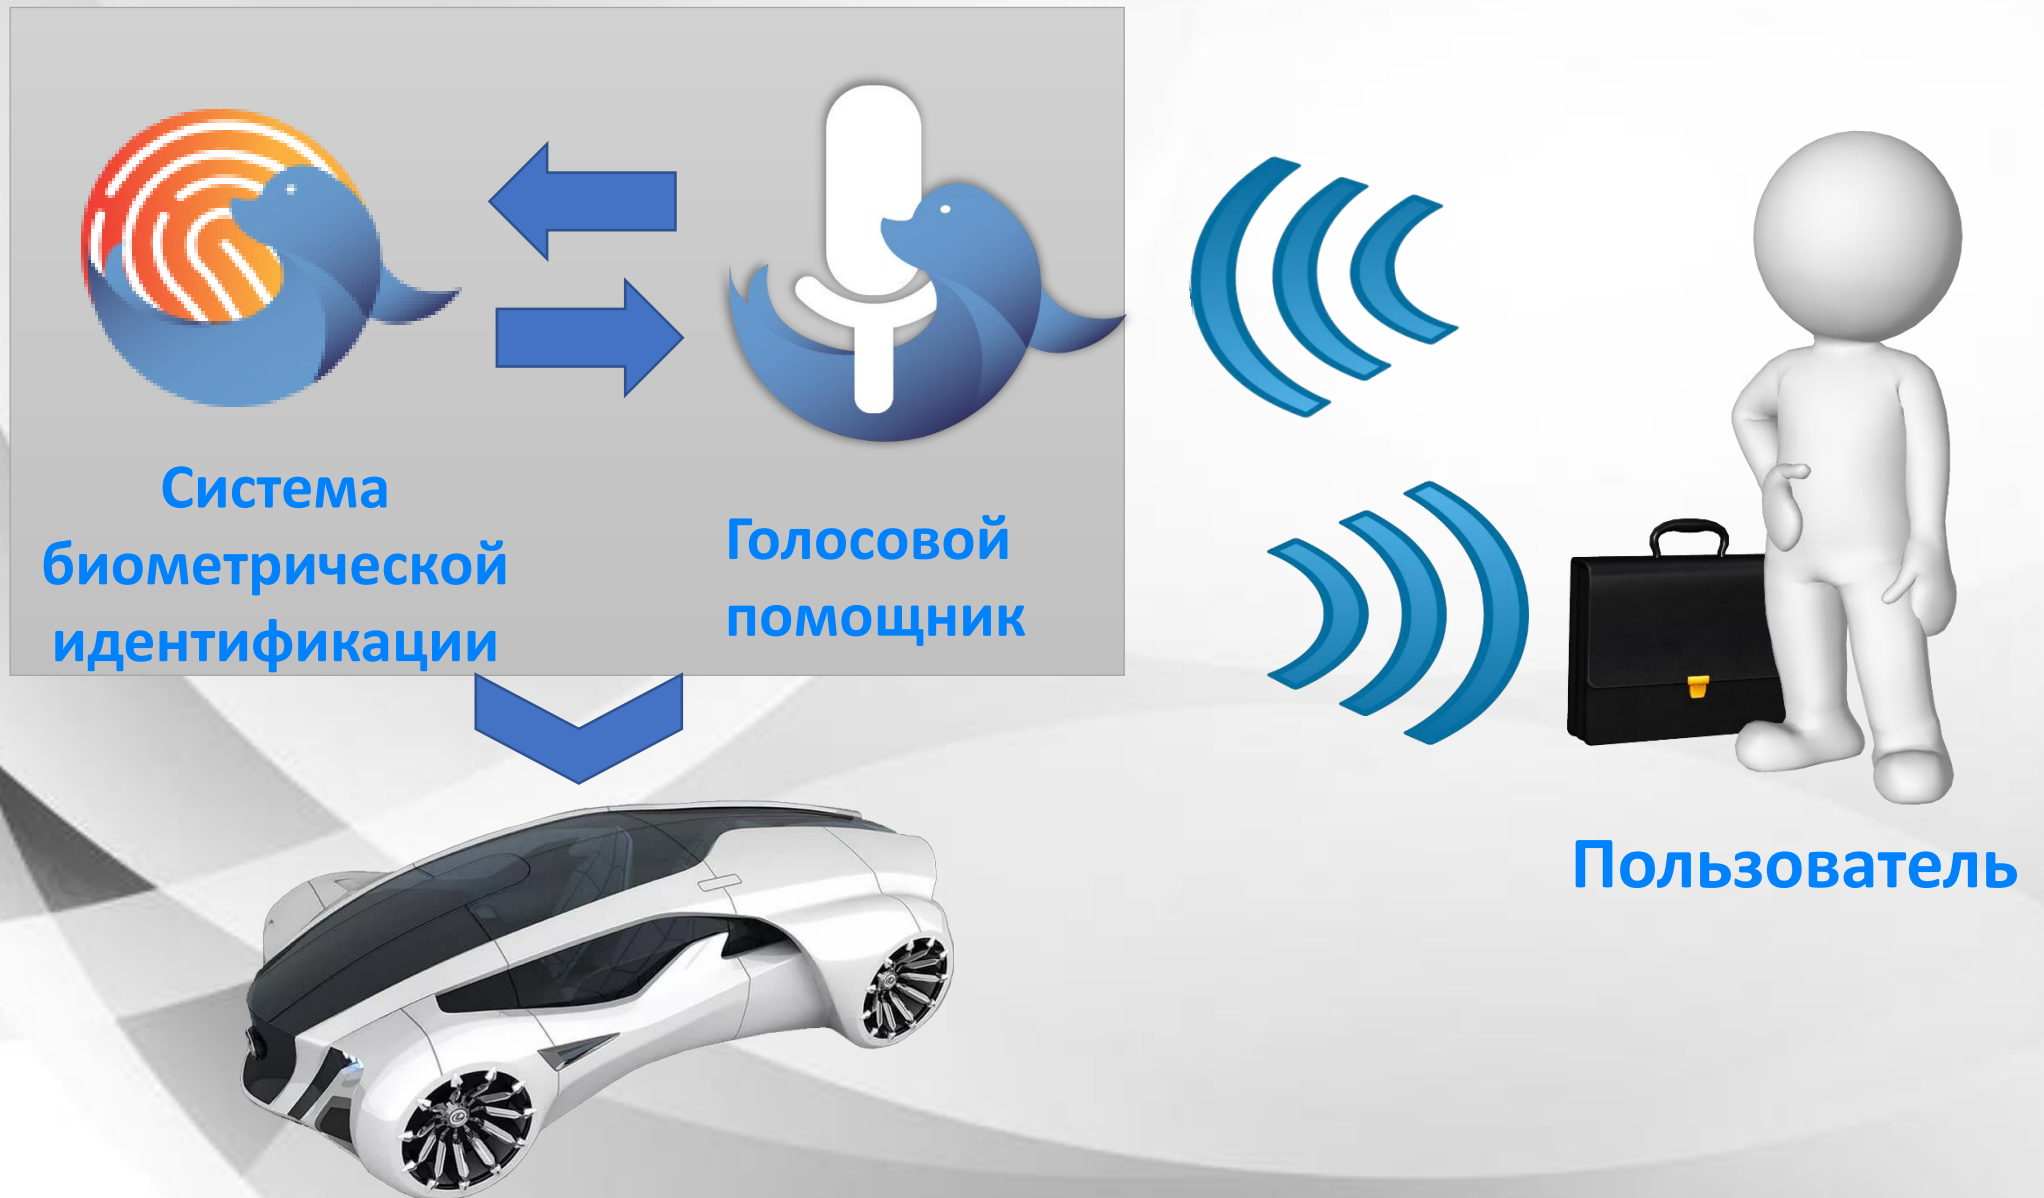 Система
биометрической
идентификации
Голосовой
помощник
Пользователь